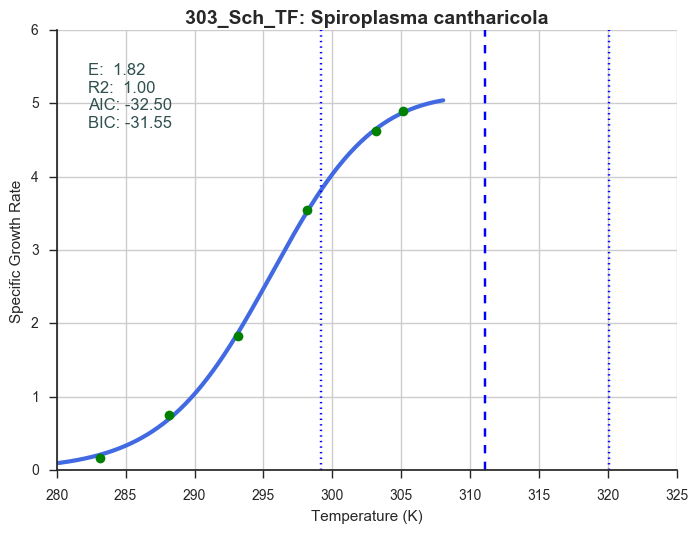 303_Sch_TF: Spiroplasma cantharicola
6
E:  1.82
R2:  1.00
AIC: -32.50
BIC: -31.55
5
4
3
2
1
0
Specific Growth Rate
280 285 290 295 300 305 310 315 320 325
Temperature (K)